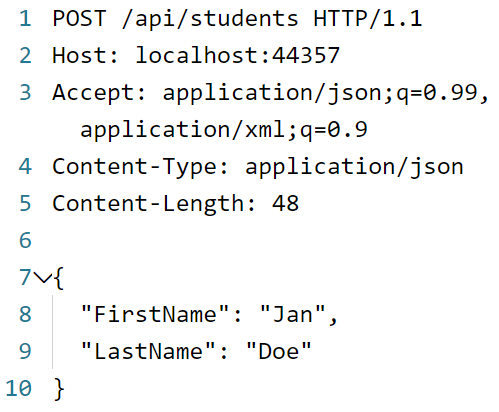 1 POST /api/students HTTP/1.1
2 Host: localhost:44357
3 Accept: application/json;q=0.99,
application/xml;q=0.9
4 Content-Type: application/json
5 Content-Length: 48
6
7 {
8 "FirstName": "Jan",
9 "LastName": "Doe"
10 }